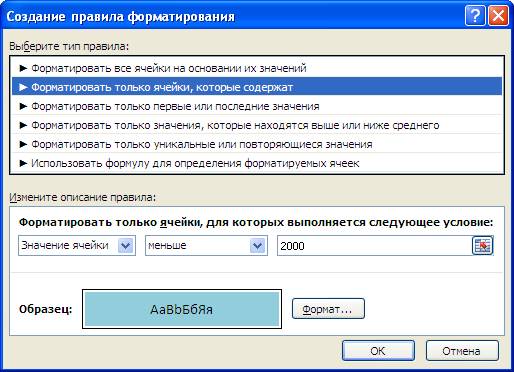 Создание правила форматирования
Выберите тип правила:
► Форматировать все ячейки на основании их значений
► Форматировать только ячейки, которые содержат
► Форматировать только первые или последние значения
► Форматировать только значения, которые находятся выше или ниже среднего
► Форматировать только уникальные или повторяющиеся значения
► Использовать формулу для определения форматируемых ячеек
Измените описание правила:
Форматировать только ячейки, для которых выполняется следующее условие:
Значение ячейки меньше 2000
Образец: АаВbБбЯя Формат...
ОК Отмена